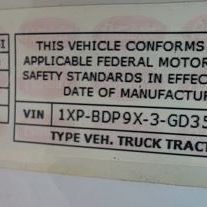 THIS VEHICLE CONFORMS
APPLICABLE FEDERAL MOTOR
SAFETY STANDARDS IN EFFEC
DATE OF MANUFACTUR
VIN 1XP-BDP9X-3-GD35
TYPE VEH. TRUCK TRACT